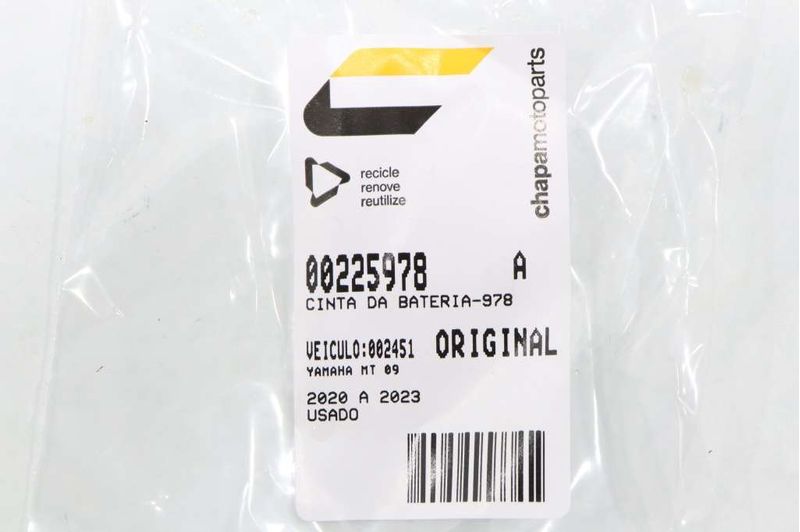 chapamotoparts
recicle
renove
reutilize
00225978 A
CINTA DA BATERIA-978
VEICULO:002451 ORIGINAL
YAMAHA MT 09
2020 A 2023
USADO